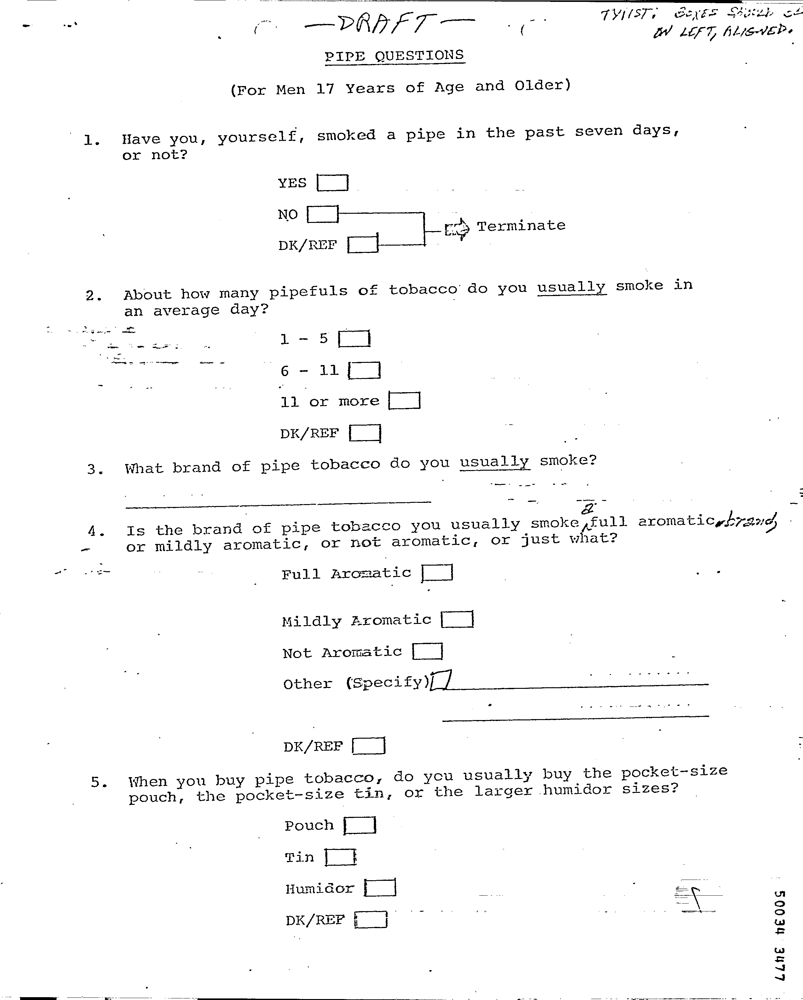 —DRAFT—
TYPIST: BOXES SHOULD
ON LEFT, ALIGNED.
PIPE QUESTIONS
(For Men 17 Years of Age and Older)
1. Have you, yourself, smoked a pipe in the past seven days,
or not?
YES
NO
Terminate
DK/REF
2. About how many pipefuls of tobacco do you usually smoke in
an average day?
1 - 5
6 - 11
11 or more
DK/REF
3. What brand of pipe tobacco do you usually smoke?
a
4. Is the brand of pipe tobacco you usually smoke full aromatic, brand,
or mildly aromatic, or not aromatic, or just what?
Full Aromatic
Mildly Aromatic
Not Aromatic
Other (Specify)
DK/REF
5. When you buy pipe tobacco, do you usually buy the pocket-size
pouch, the pocket-size tin, or the larger humidor sizes?
Pouch
Tin
Humidor
DK/REF
50034 3477